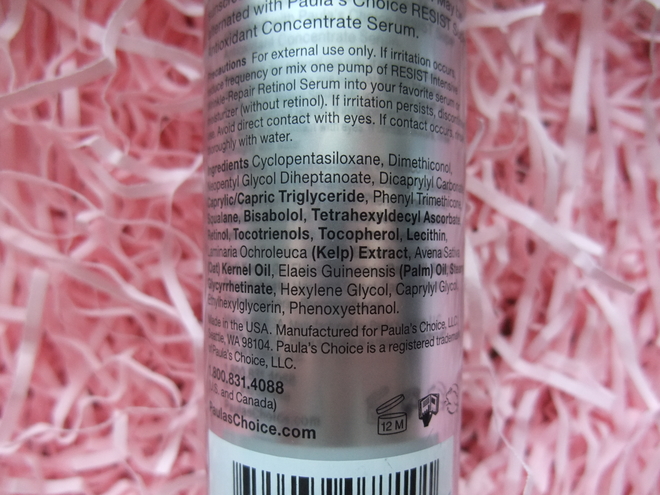 with Paula's Choice RESIST
Antioxidant Concentrate Serum.
Precautions For external use only. If irritation occurs,
reduce frequency or mix one pump of RESIST Intensive
Wrinkle-Repair Retinol Serum into your favorite serum or
moisturizer (without retinol). If irritation persists, discontinue
use. Avoid direct contact with eyes. If contact occurs,
thoroughly with water.
Ingredients Cyclopentasiloxane, Dimethiconol,
Neopentyl Glycol Diheptanoate, Dicaprylyl Carbonate,
Caprylic/Capric Triglyceride, Phenyl Trimethicone,
Squalane, Bisabolol, Tetrahexyldecyl Ascorbate,
Retinol, Tocotrienols, Tocopherol, Lecithin,
Laminaria Ochroleuca (Kelp) Extract, Avena Sativa
(Oat) Kernel Oil, Elaeis Guineensis (Palm) Oil, Stearyl
Glycyrrhetinate, Hexylene Glycol, Caprylyl Glycol,
Ethylhexylglycerin, Phenoxyethanol.
Made in the USA. Manufactured for Paula's Choice, LLC,
Seattle, WA 98104. Paula's Choice is a registered trademark
of Paula's Choice, LLC.
1.800.831.4088
(U.S. and Canada)
PaulasChoice.com
12 M